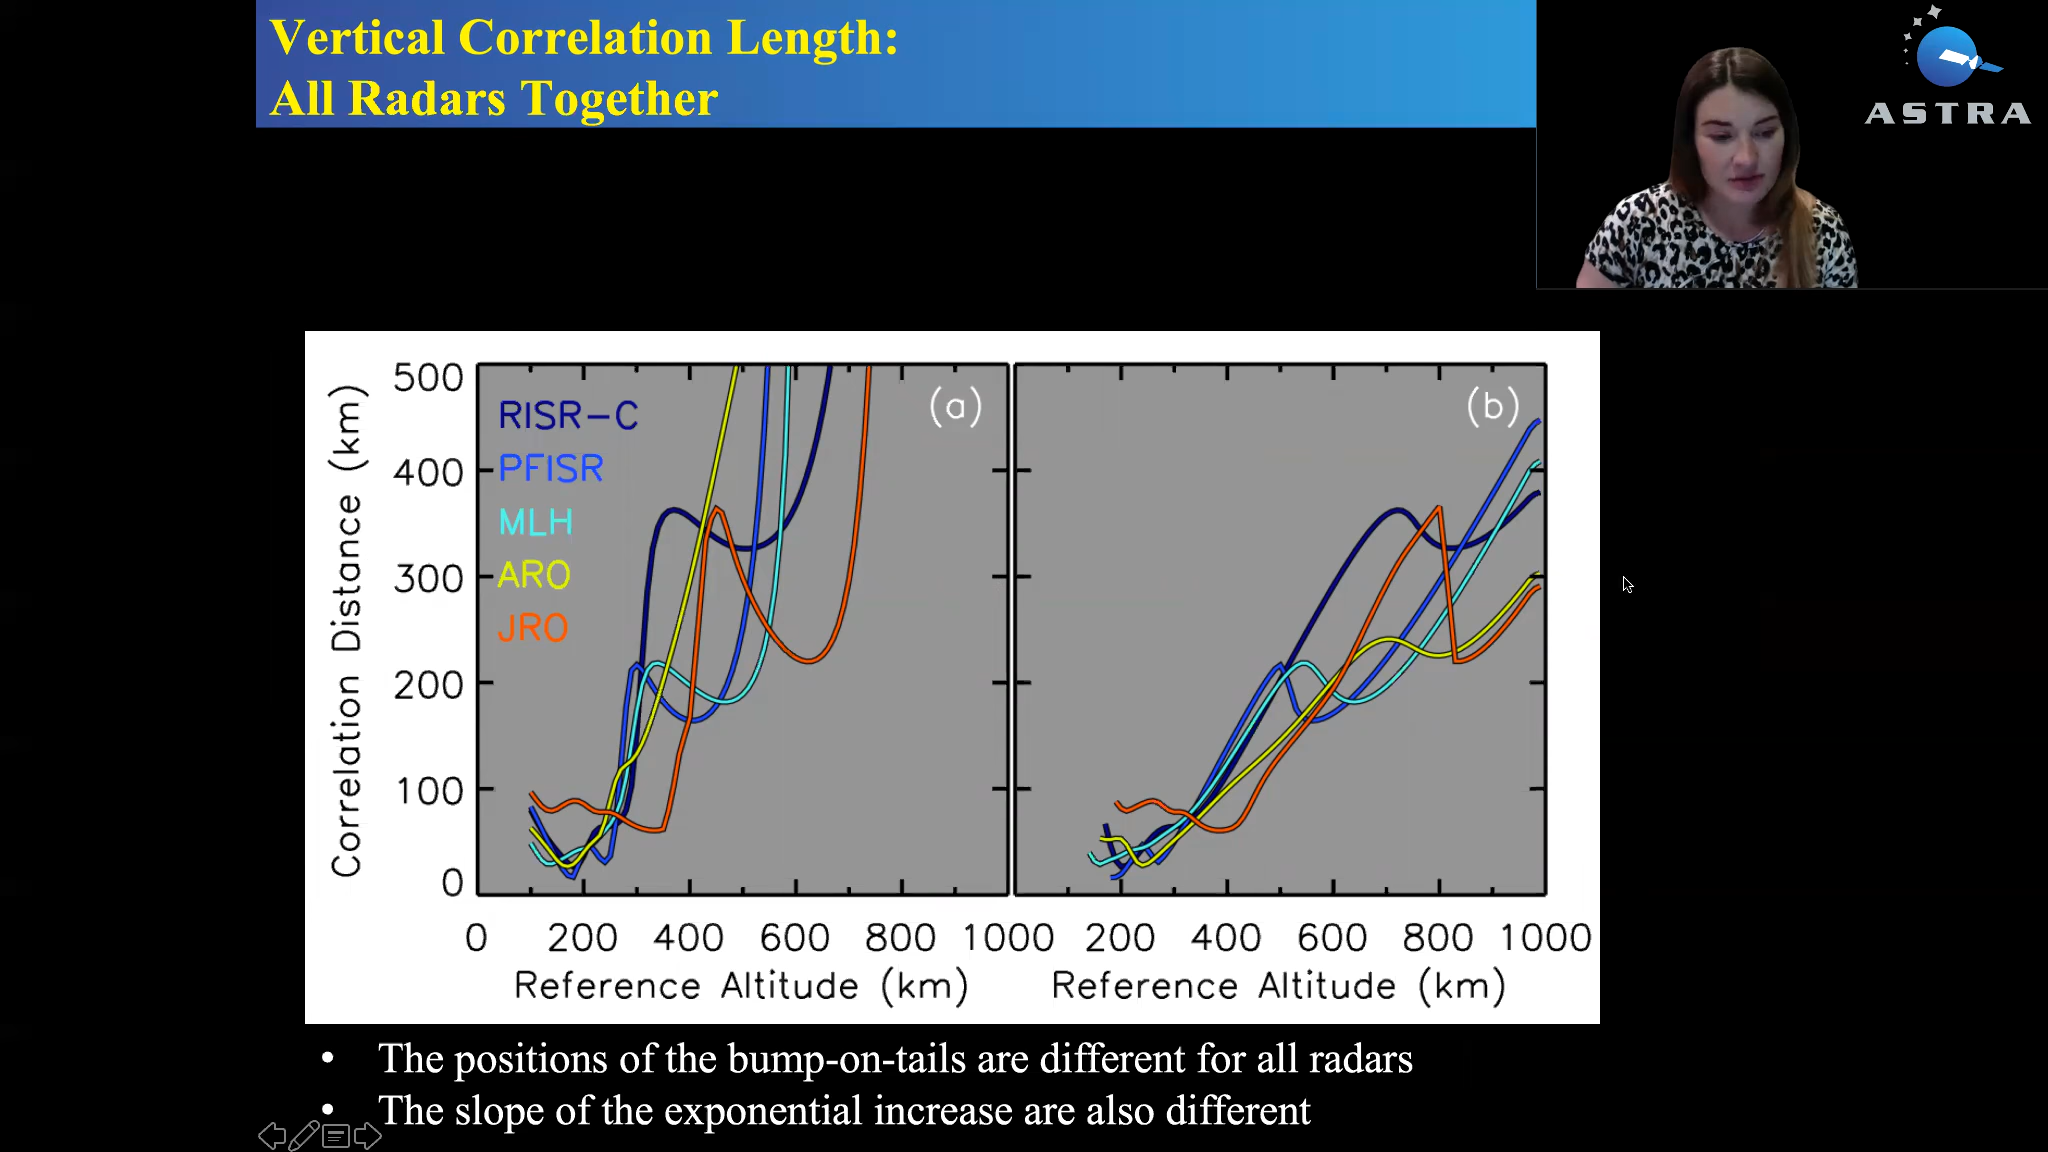 Vertical Correlation Length:
All Radars Together
ASTRA
Correlation Distance (km)
500
400
300
200
100
0
RISR-C
PFISR
MLH
ARO
JRO
(a)
(b)
0 200 400 600 800 1000 200 400 600 800 1000
Reference Altitude (km) Reference Altitude (km)
• The positions of the bump-on-tails are different for all radars
• The slope of the exponential increase are also different